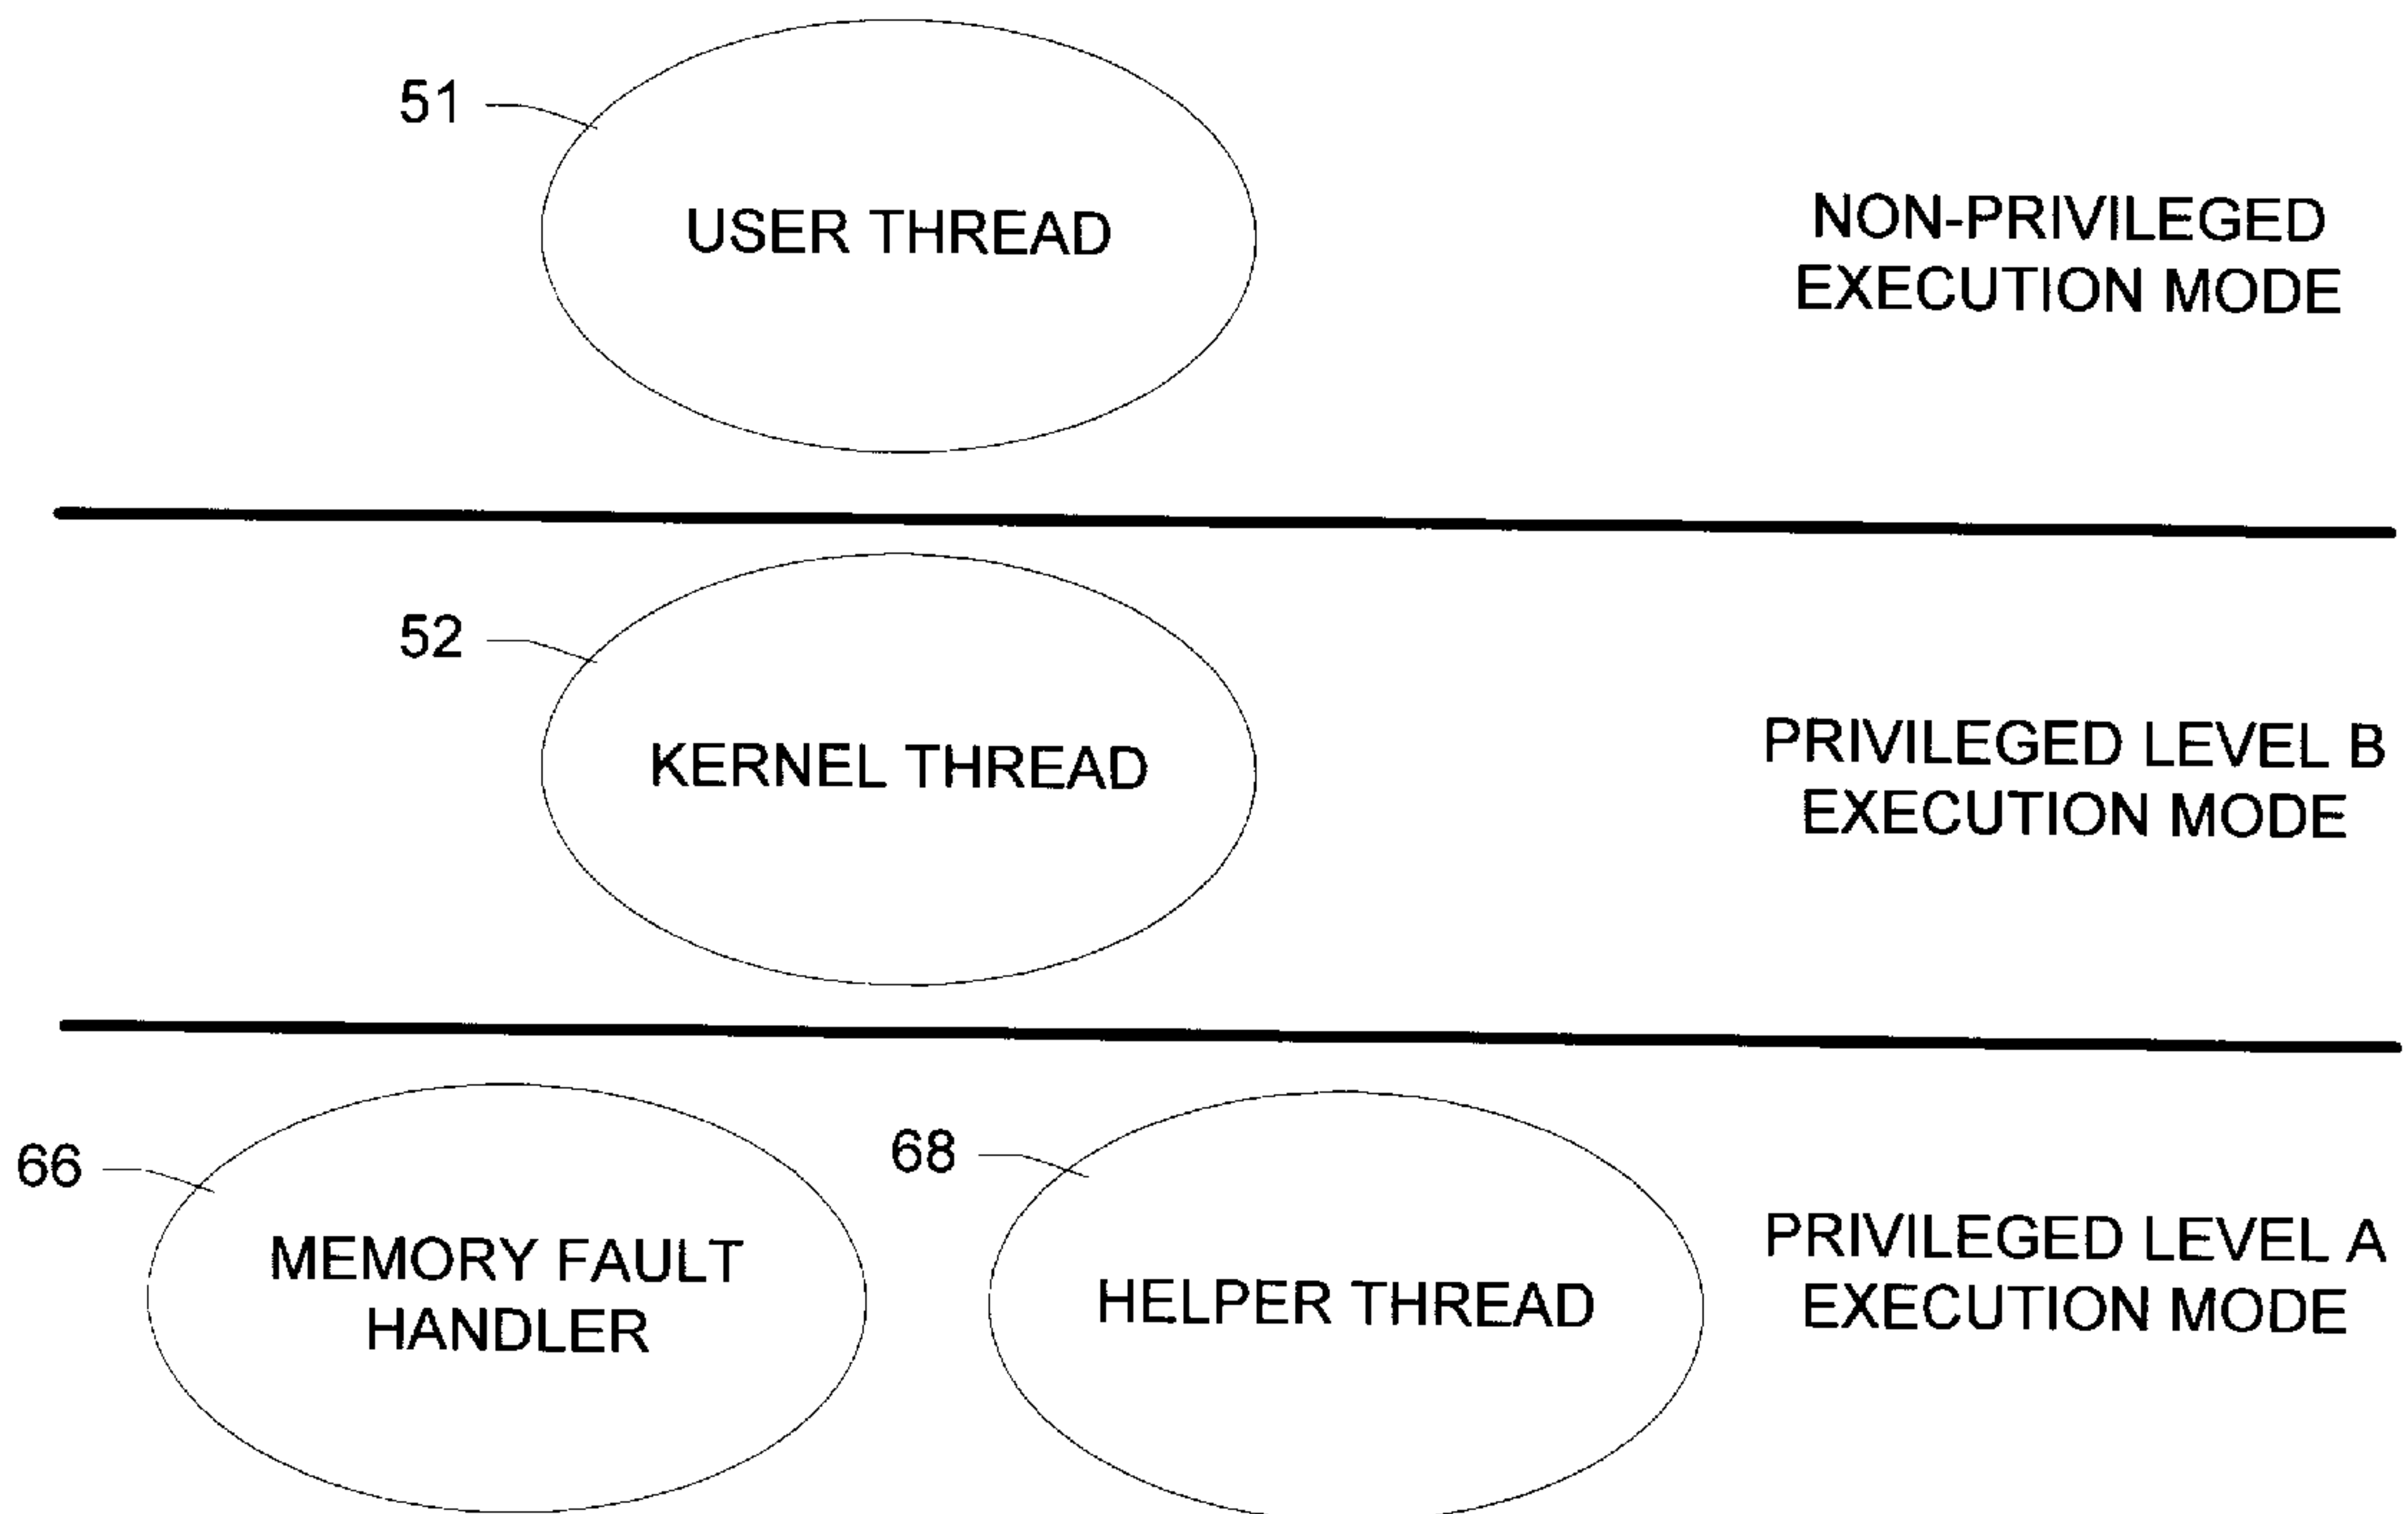 51
USER THREAD
NON-PRIVILEGED
EXECUTION MODE
52
KERNEL THREAD
PRIVILEGED LEVEL B
EXECUTION MODE
66
MEMORY FAULT
HANDLER
68
HELPER THREAD
PRIVILEGED LEVEL A
EXECUTION MODE